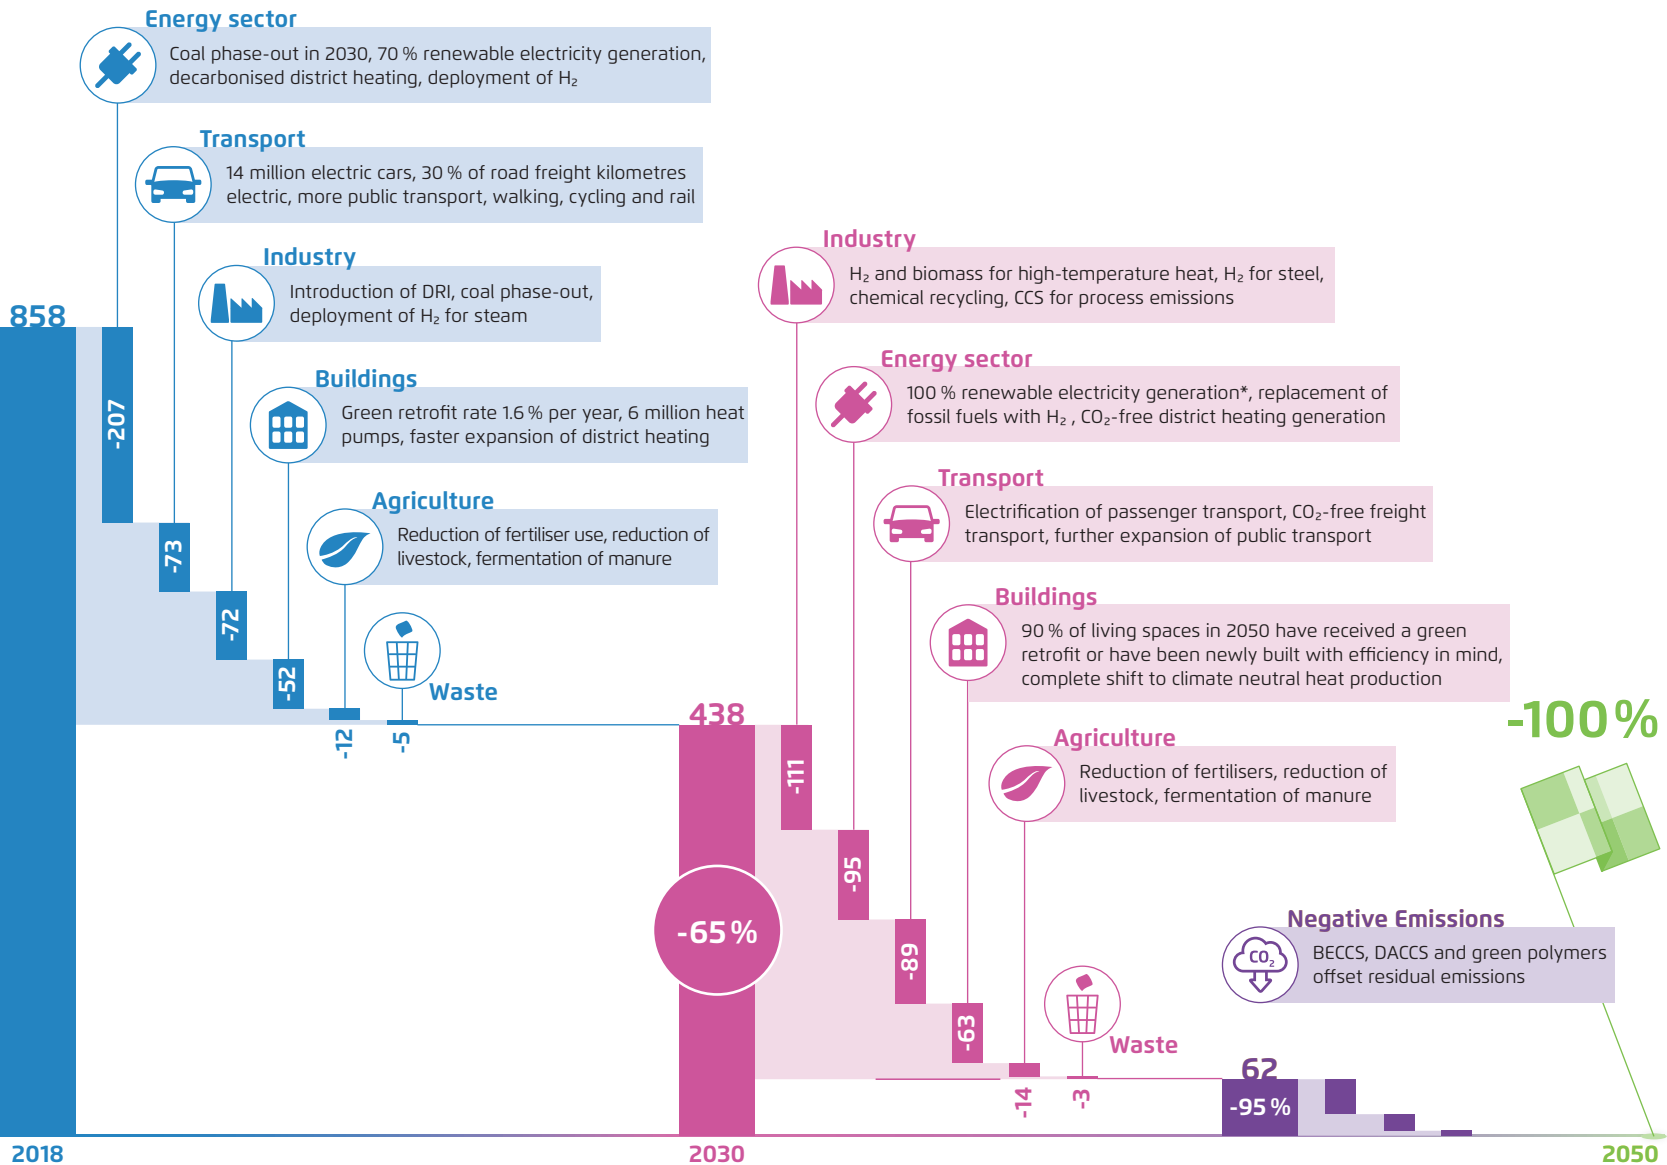 Energy sector
Coal phase-out in 2030, 70 % renewable electricity generation,
decarbonised district heating, deployment of H₂
Transport
14 million electric cars, 30 % of road freight kilometres
electric, more public transport, walking, cycling and rail
Industry
Introduction of DRI, coal phase-out,
deployment of H₂ for steam
Buildings
Green retrofit rate 1.6 % per year, 6 million heat
pumps, faster expansion of district heating
Agriculture
Reduction of fertiliser use, reduction of
livestock, fermentation of manure
Waste
858
-207
-73
-72
-52
-12
-5
Industry
H₂ and biomass for high-temperature heat, H₂ for steel,
chemical recycling, CCS for process emissions
Energy sector
100 % renewable electricity generation*, replacement of
fossil fuels with H₂ , CO₂-free district heating generation
Transport
Electrification of passenger transport, CO₂-free freight
transport, further expansion of public transport
Buildings
90 % of living spaces in 2050 have received a green
retrofit or have been newly built with efficiency in mind,
complete shift to climate neutral heat production
Agriculture
Reduction of fertilisers, reduction of
livestock, fermentation of manure
Waste
438
-65 %
-111
-95
-89
-63
-14
-3
-100 %
Negative Emissions
CO₂
BECCS, DACCS and green polymers
offset residual emissions
62
-95 %
2018
2030
2050